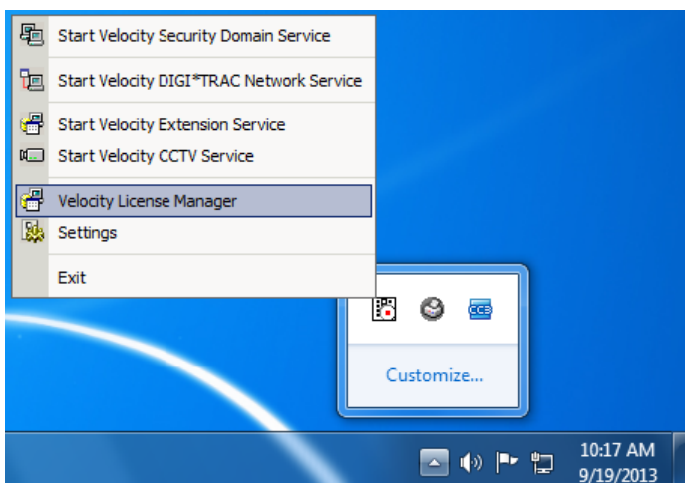 Start Velocity Security Domain Service
Start Velocity DIGI*TRAC Network Service
Start Velocity Extension Service
Start Velocity CCTV Service
Velocity License Manager
Settings
Exit
CCB
Customize...
10:17 AM
9/19/2013